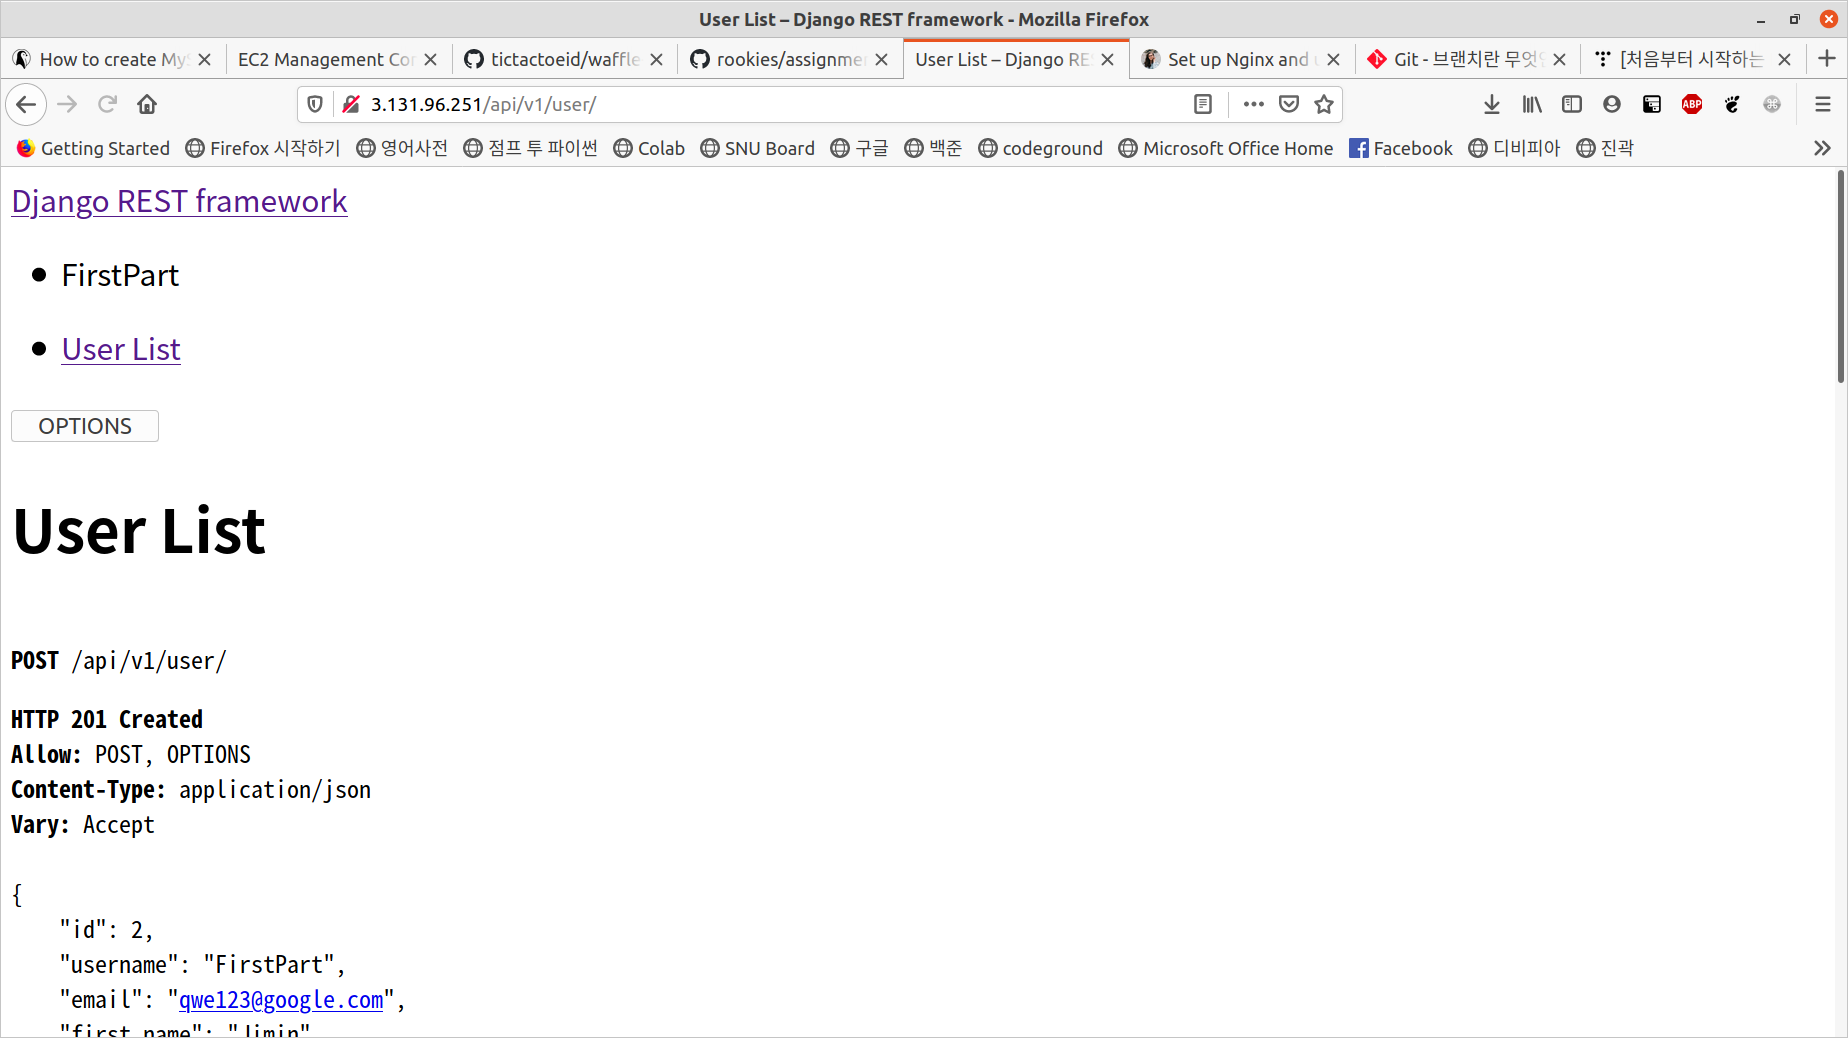 User List – Django REST framework - Mozilla Firefox
How to create MyS
EC2 Management Co
tictactoeid/waffle
rookies/assignme
User List – Django RE
Set up Nginx and
Git - 브랜치란 무엇
[처음부터 시작하는
3.131.96.251/api/v1/user/
ABP
Getting Started
Firefox 시작하기
영어사전
점프 투 파이썬
Colab
SNU Board
구글
백준
codeground
Microsoft Office Home
Facebook
디비피아
진곽
Django REST framework
FirstPart
User List
OPTIONS
User List
POST /api/v1/user/
HTTP 201 Created
Allow: POST, OPTIONS
Content-Type: application/json
Vary: Accept
{
"id": 2,
"username": "FirstPart",
"email": "qwe123@google.com",
"first_name": "Jimin"